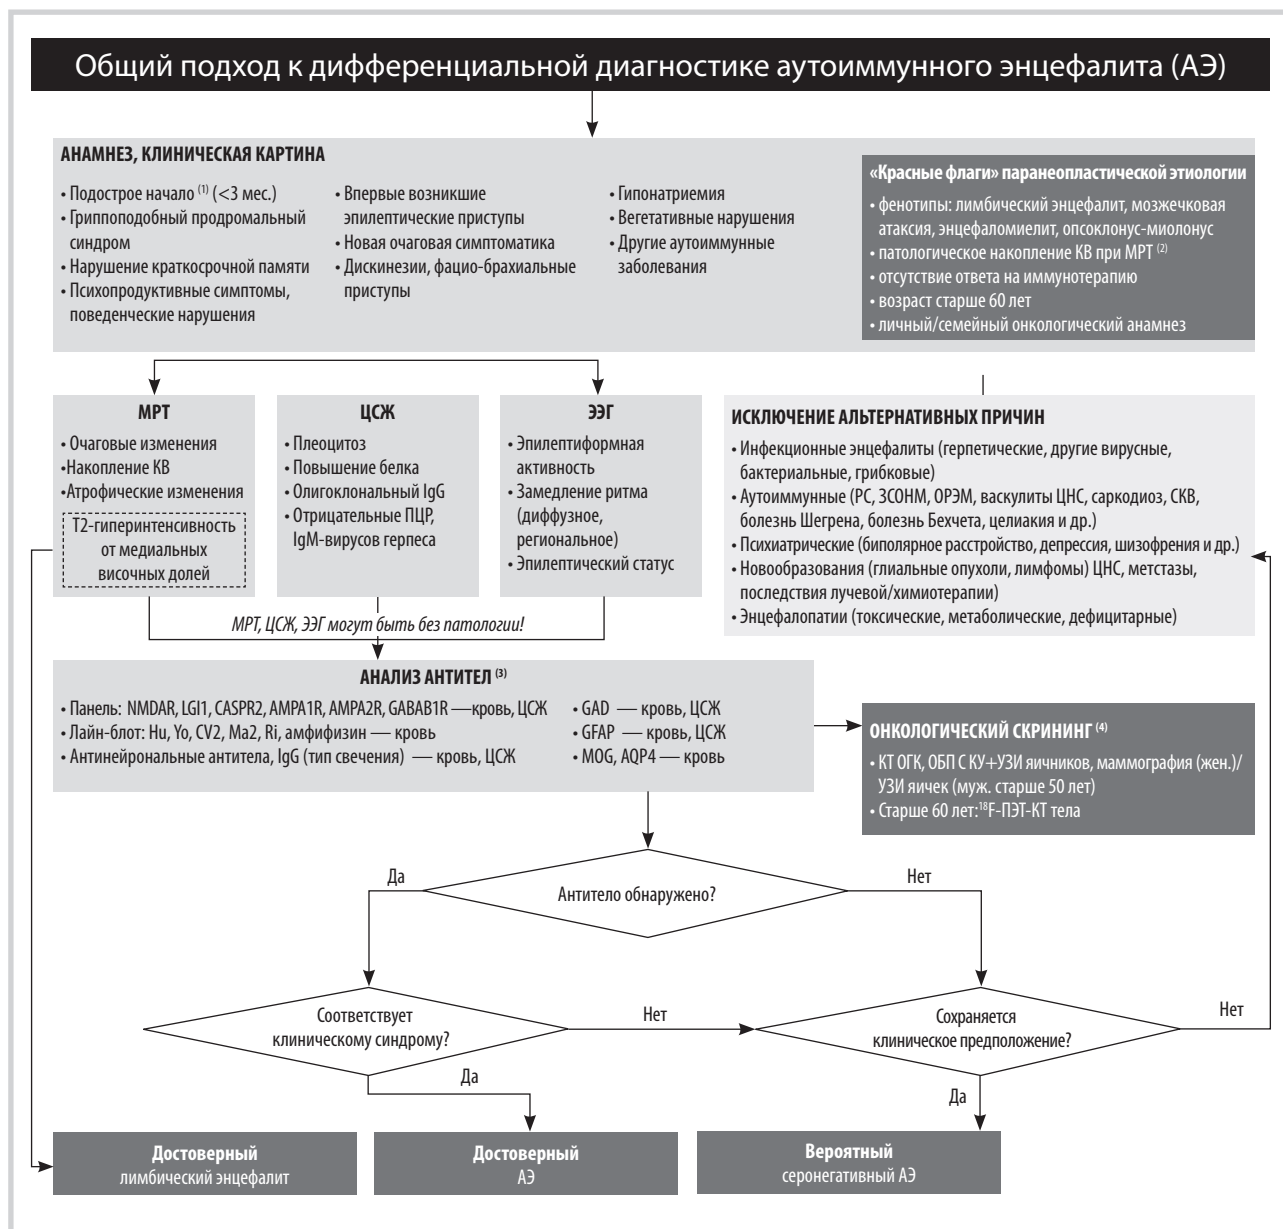 Общий подход к дифференциальной диагностике аутоиммунного энцефалита (АЭ)
АНАМНЕЗ, КЛИНИЧЕСКАЯ КАРТИНА
• Подострое начало (1) (<3 мес.)
• Гриппоподобный продромальный
синдром
• Нарушение краткосрочной памяти
• Психопродуктивные симптомы,
поведенческие нарушения
• Впервые возникшие
эпилептические приступы
• Новая очаговая симптоматика
• Дискинезии, фацио-брахиальные
приступы
• Гипонатриемия
• Вегетативные нарушения
• Другие аутоиммунные
заболевания
«Красные флаги» паранеопластической этиологии
• фенотипы: лимбический энцефалит, мозжечковая
атаксия, энцефаломиелит, опсоклонус-миолонус
• патологическое накопление КВ при МРТ (2)
• отсутствие ответа на иммунотерапию
• возраст старше 60 лет
• личный/семейный онкологический анамнез
МРТ
• Очаговые изменения
•Накопление КВ
•Атрофические изменения
Т2-гиперинтенсивность
от медиальных
височных долей
ЦСЖ
• Плеоцитоз
• Повышение белка
• Олигоклональный IgG
• Отрицательные ПЦР,
IgM-вирусов герпеса
ЭЭГ
• Эпилептиформная
активность
• Замедление ритма
(диффузное,
региональное)
• Эпилептический статус
ИСКЛЮЧЕНИЕ АЛЬТЕРНАТИВНЫХ ПРИЧИН
• Инфекционные энцефалиты (герпетические, другие вирусные,
бактериальные, грибковые)
• Аутоиммунные (РС, ЗСОНМ, ОРЭМ, васкулиты ЦНС, саркодиоз, СКВ,
болезнь Шегрена, болезнь Бехчета, целиакия и др.)
• Психиатрические (биполярное расстройство, депрессия, шизофрения и др.)
• Новообразования (глиальные опухоли, лимфомы) ЦНС, метстазы,
последствия лучевой/химиотерапии)
• Энцефалопатии (токсические, метаболические, дефицитарные)
МРТ, ЦСЖ, ЭЭГ могут быть без патологии!
АНАЛИЗ АНТИТЕЛ (3)
• Панель: NMDAR, LGI1, CASPR2, AMPA1R, AMPA2R, GABAB1R —кровь, ЦСЖ
• Лайн-блот: Hu, Yo, CV2, Ma2, Ri, амфифизин — кровь
• Антинейрональные антитела, IgG (тип свечения) — кровь, ЦСЖ
• GAD — кровь, ЦСЖ
• GFAP — кровь, ЦСЖ
• MOG, AQP4 — кровь
ОНКОЛОГИЧЕСКИЙ СКРИНИНГ (4)
• КТ ОГК, ОБП С КУ+УЗИ яичников, маммография (жен.)/
УЗИ яичек (муж. старше 50 лет)
• Старше 60 лет:18F-ПЭТ-КТ тела
Антитело обнаружено?
Да
Нет
Соответствует
клиническому синдрому?
Нет
Сохраняется
клиническое предположение?
Нет
Да
Да
Достоверный
лимбический энцефалит
Достоверный
АЭ
Вероятный
серонегативный АЭ